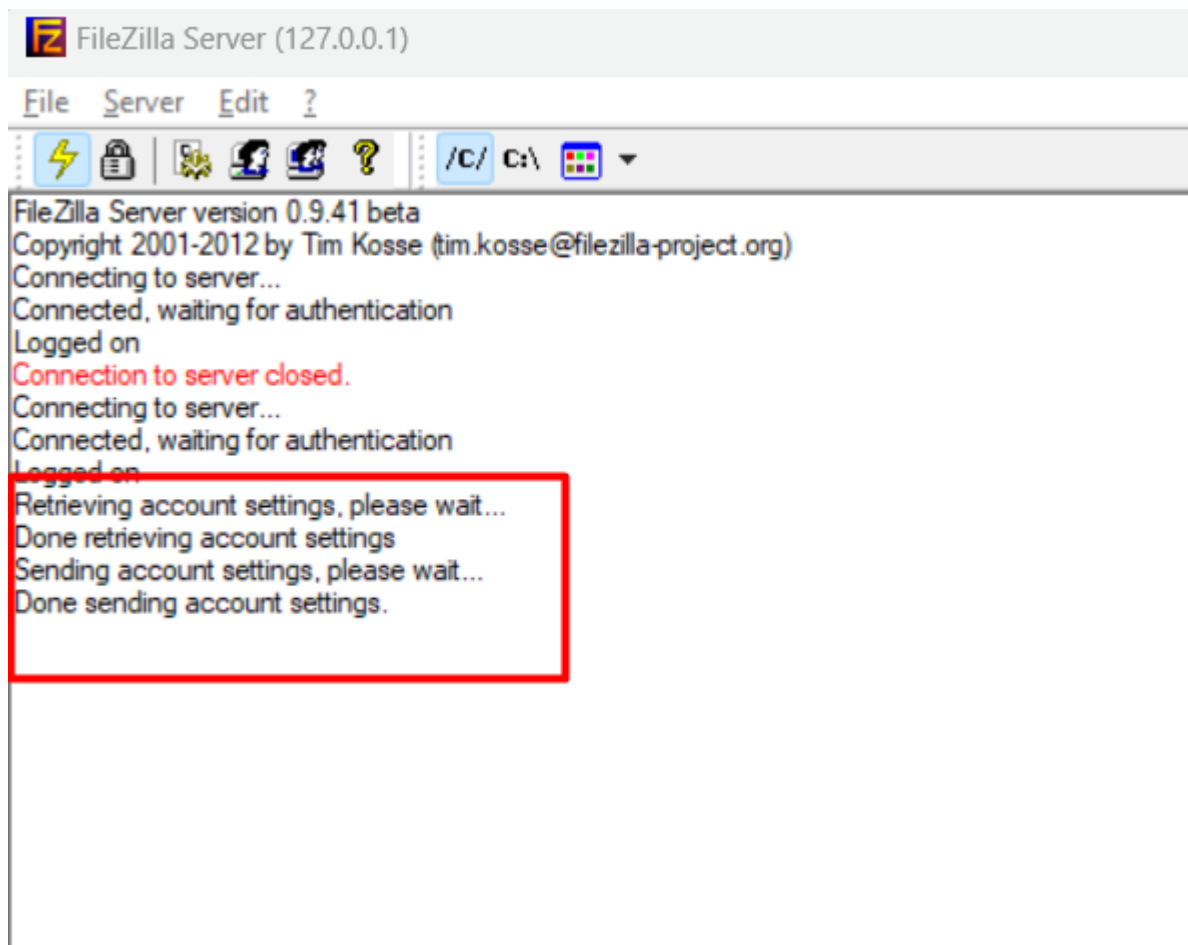 FileZilla Server (127.0.0.1)
File Server Edit ?
/C/ C:\
FileZilla Server version 0.9.41 beta
Copyright 2001-2012 by Tim Kosse (tim.kosse@filezilla-project.org)
Connecting to server...
Connected, waiting for authentication
Logged on
Connection to server closed.
Connecting to server...
Connected, waiting for authentication
Logged on
Retrieving account settings, please wait...
Done retrieving account settings
Sending account settings, please wait...
Done sending account settings.